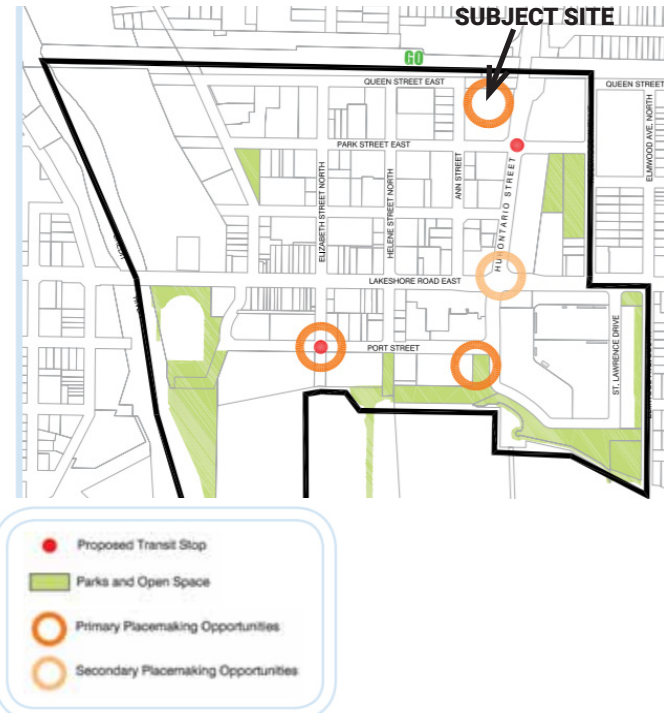 SUBJECT SITE
GO
QUEEN STREET EAST
QUEEN STREET
PARK STREET EAST
ELIZABETH STREET NORTH
HELENE STREET NORTH
ANN STREET
HURONTARIO STREET
ELMWOOD AVE. NORTH
LAKESHORE ROAD EAST
PORT STREET
ST. LAWRENCE DRIVE
Proposed Transit Stop
Parks and Open Space
Primary Placemaking Opportunities
Secondary Placemaking Opportunities